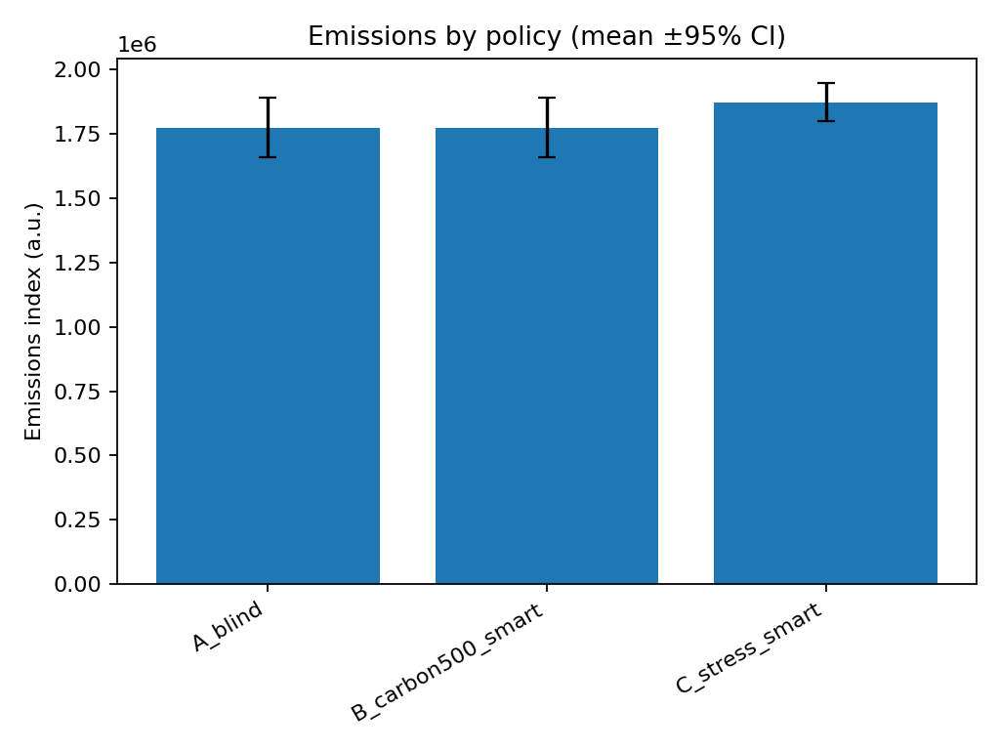 Emissions by policy (mean ±95% CI)
1e6
2.00
1.75
1.50
1.25
1.00
0.75
0.50
0.25
0.00
Emissions index (a.u.)
A_blind
B_carbon500_smart
C_stress_smart